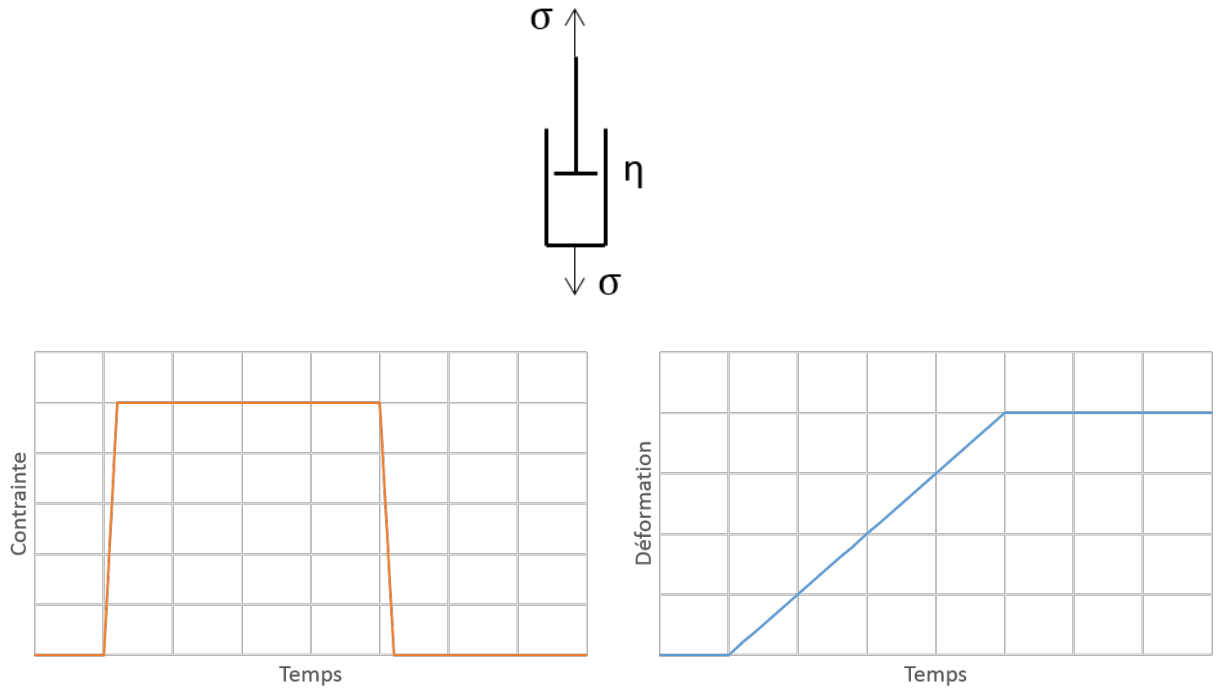 σ
η
σ
Contrainte
Temps
Déformation
Temps